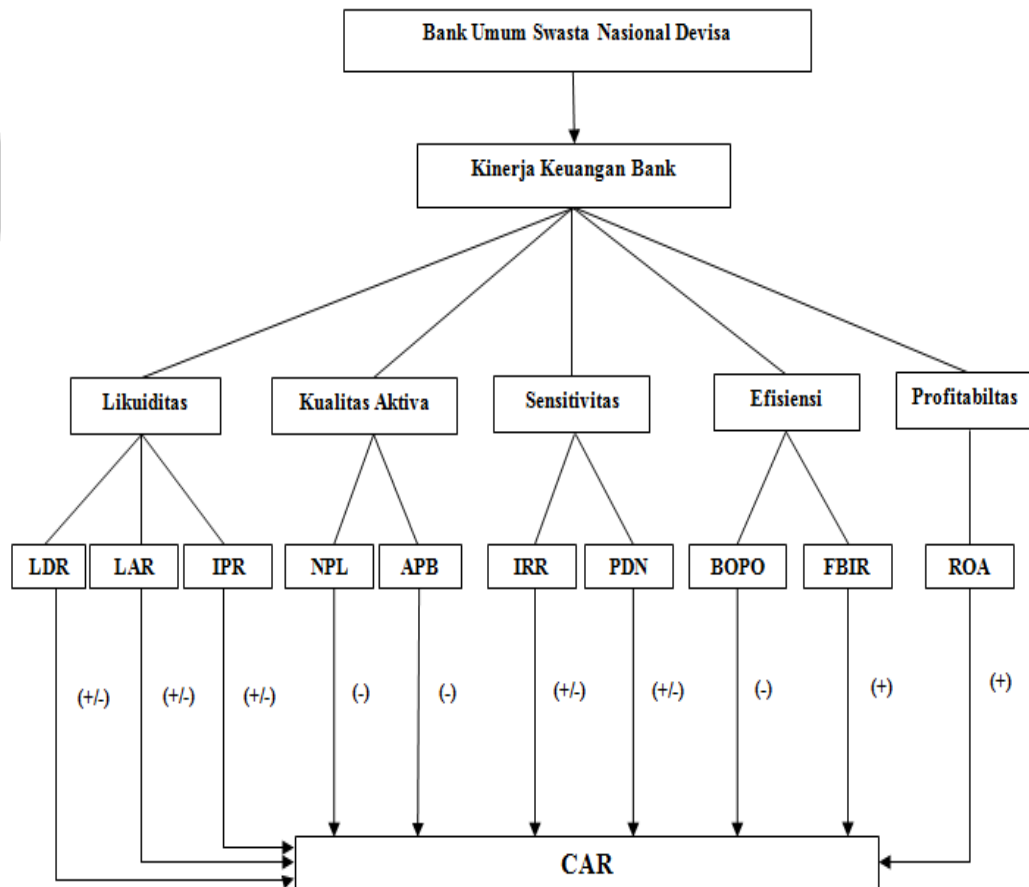 Bank Umum Swasta Nasional Devisa
Kinerja Keuangan Bank
Likuiditas
Kualitas Aktiva
Sensitivitas
Efisiensi
Profitabiltas
LDR
LAR
IPR
NPL
APB
IRR
PDN
BOPO
FBIR
ROA
(+/-)
(+/-)
(+/-)
(-)
(-)
(+/-)
(+/-)
(-)
(+)
(+)
CAR